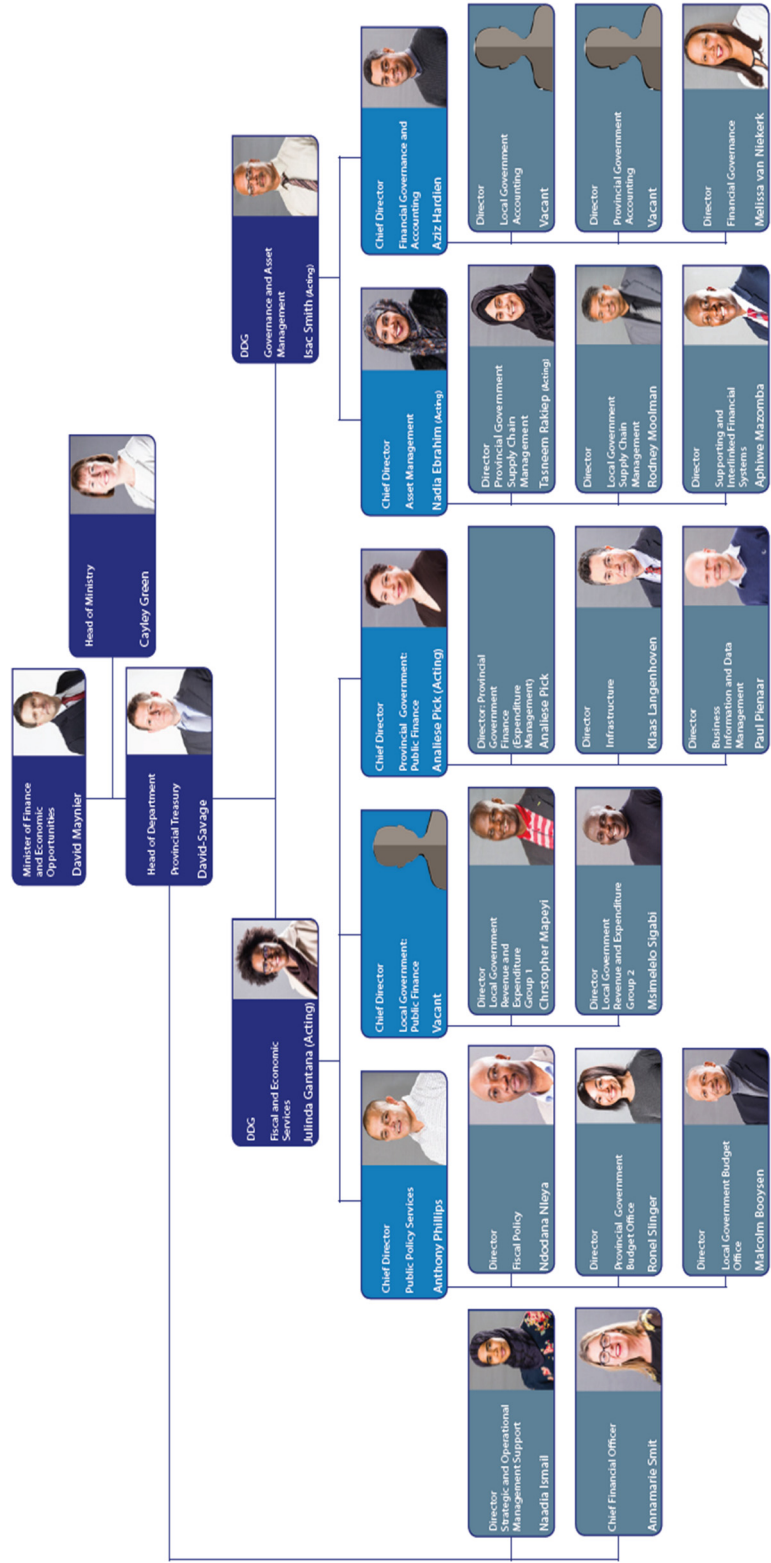 Minister of Finance
and Economic
Opportunities
David Maynier
Head of Ministry
Cayley Green
Head of Department
Provincial Treasury
David-Savage
DDG
Fiscal and Economic
Services
Julinda Gantana (Acting)
DDG
Governance and Asset
Management
Isac Smith (Acting)
Chief Director
Public Policy Services
Anthony Phillips
Chief Director
Local Government:
Public Finance
Vacant
Chief Director
Provincial Government:
Public Finance
Analiese Pick (Acting)
Chief Director
Asset Management
Nadia Ebrahim (Acting)
Chief Director
Financial Governance and
Accounting
Aziz Hardien
Director
Strategic and Operational
Management Support
Naadia Ismail
Chief Financial Officer
Annamarie Smit
Director
Fiscal Policy
Ndodana Nleya
Director
Provincial Government
Budget Office
Ronel Slinger
Director
Local Government Budget
Office
Malcolm Booysen
Director
Local Government
Revenue and
Expenditure
Group 1
Chrstopher Mapeyi
Director
Local Government
Revenue and Expenditure
Group 2
Msimelelo Sigabi
Director: Provincial
Government
Finance
(Expenditure
Management)
Analiese Pick
Director
Infrastructure
Klaas Langenhoven
Director
Business
Information and Data
Management
Paul Pienaar
Director
Provincial Government
Supply Chain
Management
Tasneem Rakiep (Acting)
Director
Local Government
Supply Chain
Management
Rodney Moolman
Director
Supporting and
Interlinked Financial
Systems
Aphiwe Mazomba
Director
Local Government
Accounting
Vacant
Director
Provincial Government
Accounting
Vacant
Director
Financial Governance
Melissa van Niekerk